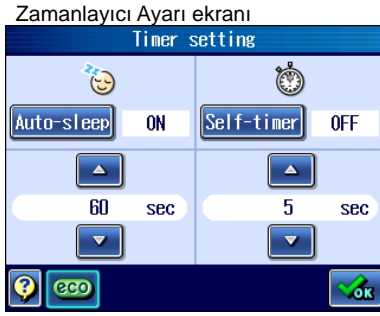 Zamanlayıcı Ayarı ekranı
Timer setting
Auto-sleep ON Self-timer OFF
60 sec 5 sec
? eco OK